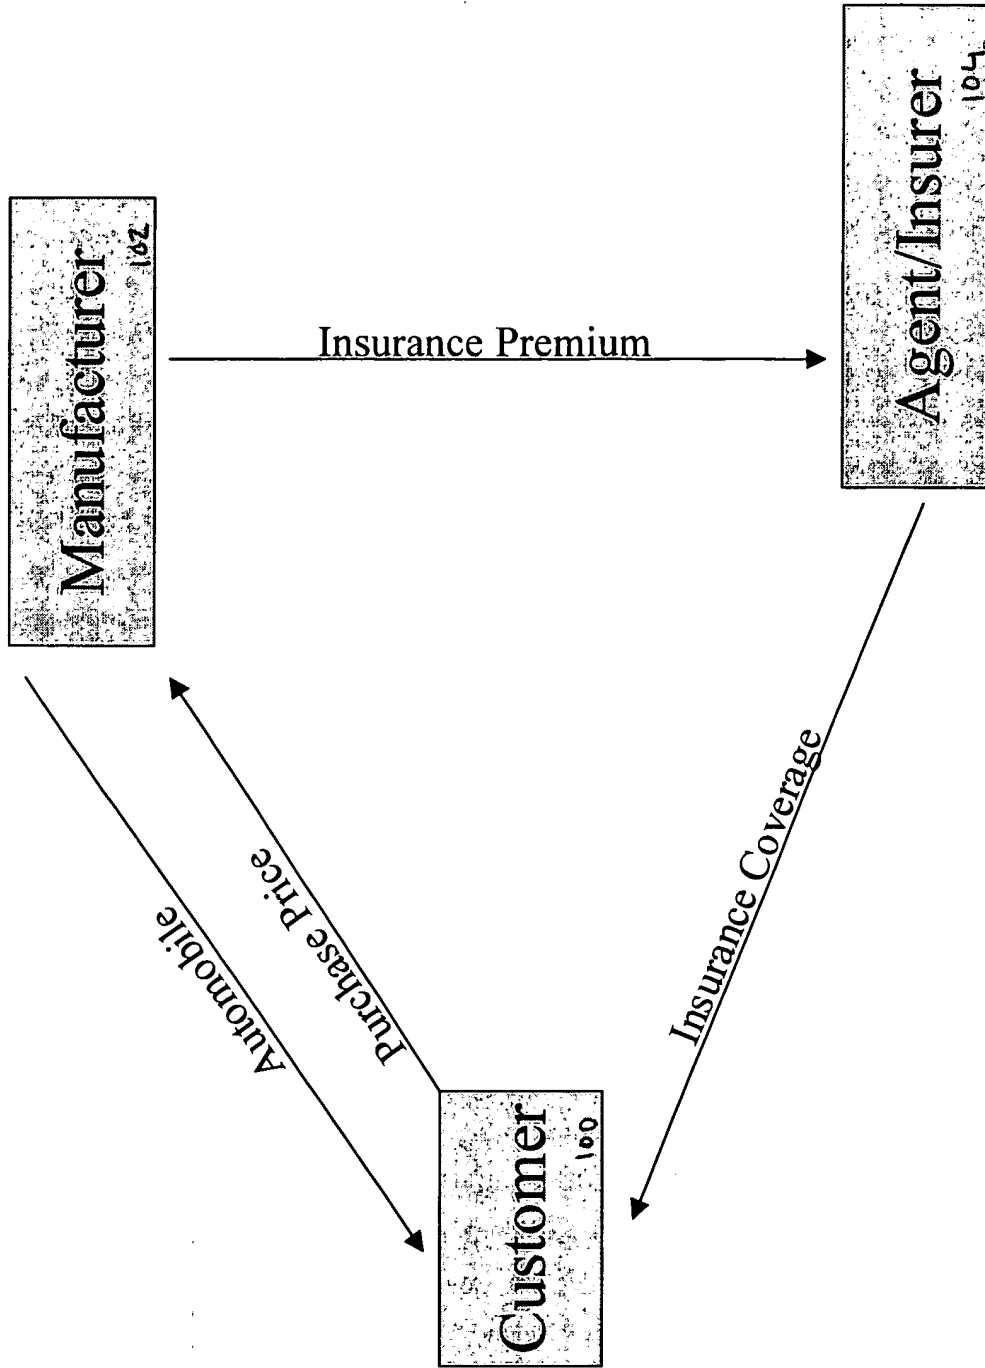 Manufacturer
102
Insurance Premium
Agent/Insurer
104
Automobile
Purchase Price
Insurance Coverage
Customer
100